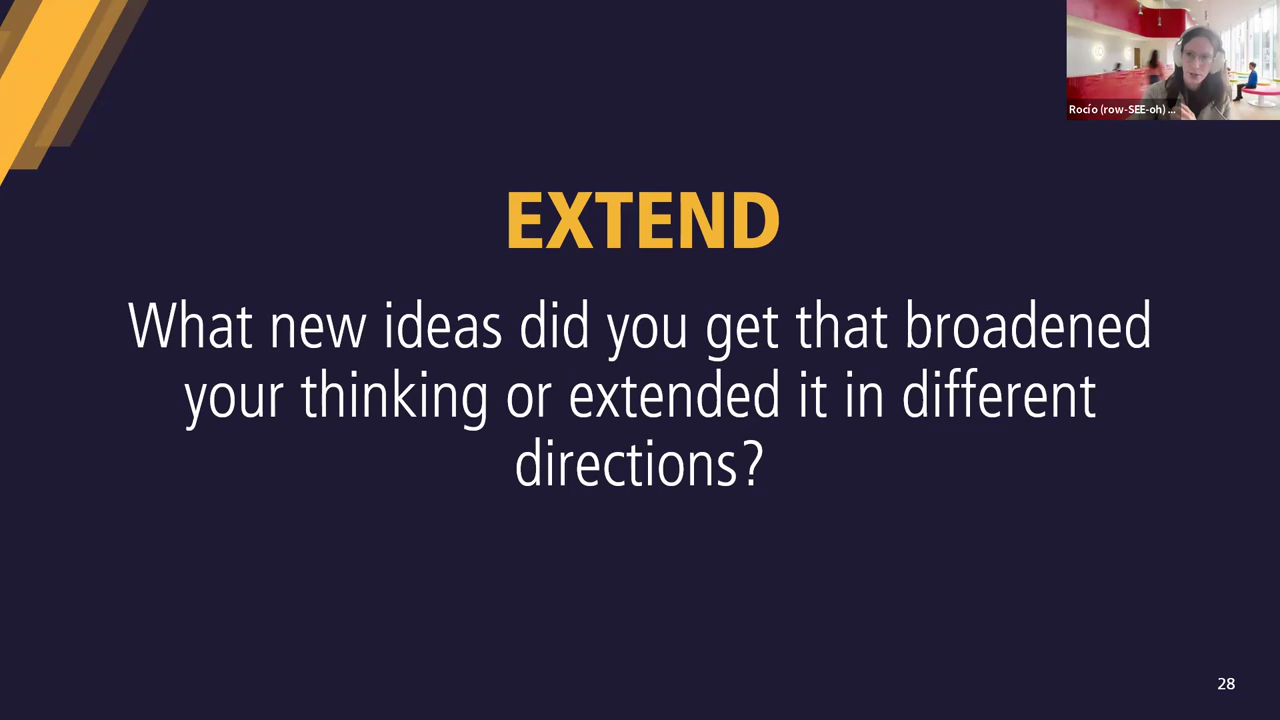 Rocío (row-SEE-oh) ...
EXTEND
What new ideas did you get that broadened
your thinking or extended it in different
directions?
28